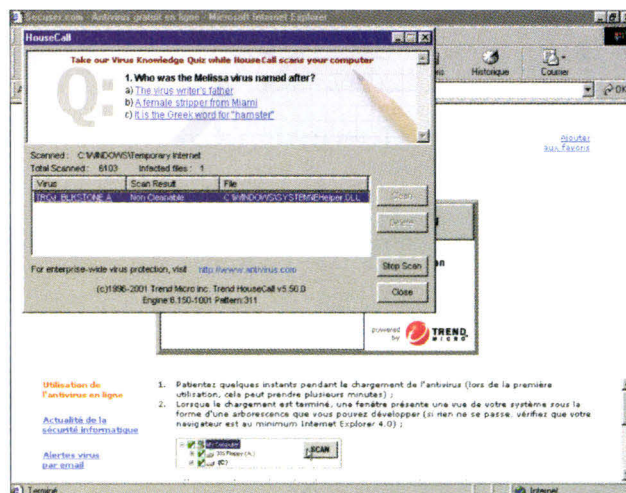 Secuser.com - Antivirus gratuit en ligne - Microsoft Internet Explorer
HouseCall
Take our Virus Knowledge Quiz while HouseCall scans your computer
Q:
1. Who was the Melissa virus named after?
a) The virus writer's father
b) A female stripper from Miami
c) It is the Greek word for "hamster"
Historique
Courrier
OK
Ajouter
aux favoris
Scanned: C:\WINDOWS\Temporary Internet
Total Scanned: 6103 Infected files: 1
Virus Scan Result File
TROJ_BLKSTONE.A Non Cleanable C:\WINDOWS\SYSTEM\EHelper.DLL
Clean
Delete
For enterprise-wide virus protection, visit http://www.antivirus.com
Stop Scan
(c)1996-2001 Trend Micro Inc. Trend HouseCall v5.50.0
Engine:6.150-1001 Pattern:311
Close
powered
by
TREND
MICRO
Utilisation de
l'antivirus en ligne
Actualité de la
sécurité informatique
Alertes virus
par email
1. Patientez quelques instants pendant le chargement de l'antivirus (lors de la première
utilisation, cela peut prendre plusieurs minutes) ;
2. Lorsque le chargement est terminé, une fenêtre présente une vue de votre système sous la
forme d'une arborescence que vous pouvez développer (si rien ne se passe, vérifiez que votre
navigateur est au minimum Internet Explorer 4.0) ;
My Computer
3½ Floppy (A:)
(C:)
SCAN
Terminé
Internet